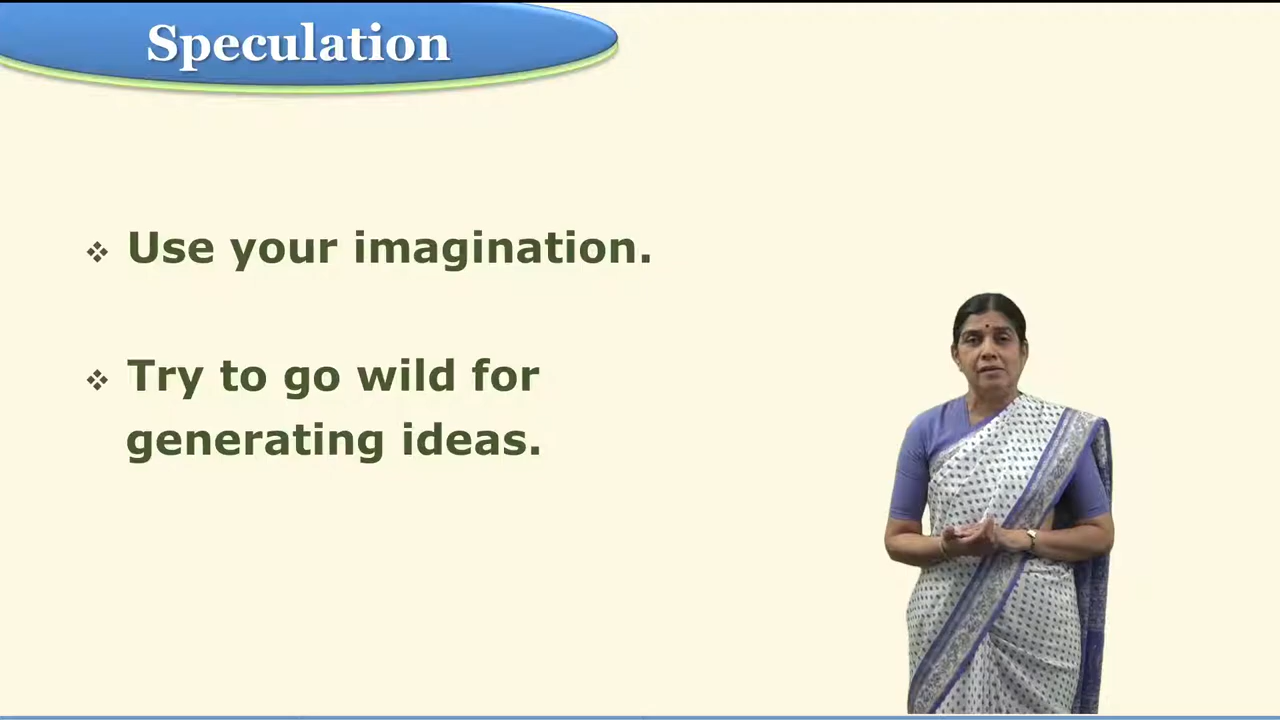 Speculation
❖ Use your imagination.
❖ Try to go wild for
generating ideas.